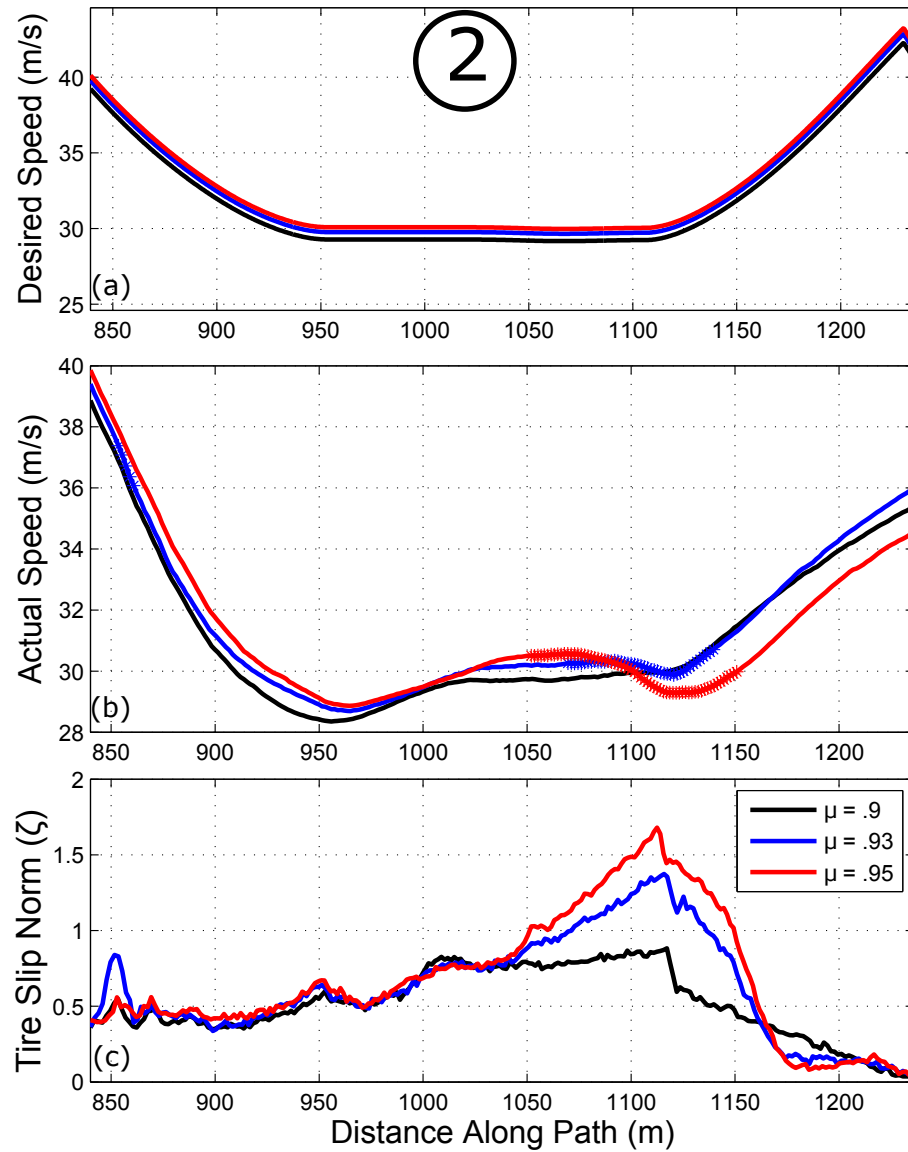 2
Desired Speed (m/s)
40
35
30
25
(a)
850 900 950 1000 1050 1100 1150 1200
Actual Speed (m/s)
40
38
36
34
32
30
28
(b)
850 900 950 1000 1050 1100 1150 1200
Tire Slip Norm (ζ)
2
1.5
1
0.5
0
(c)
μ = .9
μ = .93
μ = .95
850 900 950 1000 1050 1100 1150 1200
Distance Along Path (m)